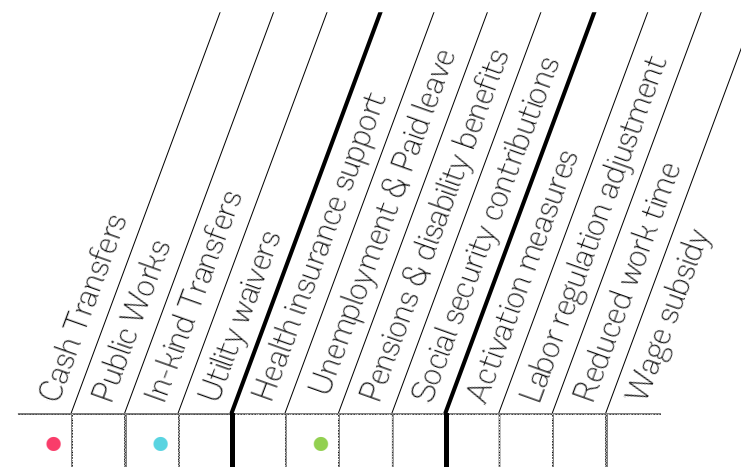 Cash Transfers
Public Works
In-kind Transfers
Utility waivers
Health insurance support
Unemployment & Paid leave
Pensions & disability benefits
Social security contributions
Activation measures
Labor regulation adjustment
Reduced work time
Wage subsidy